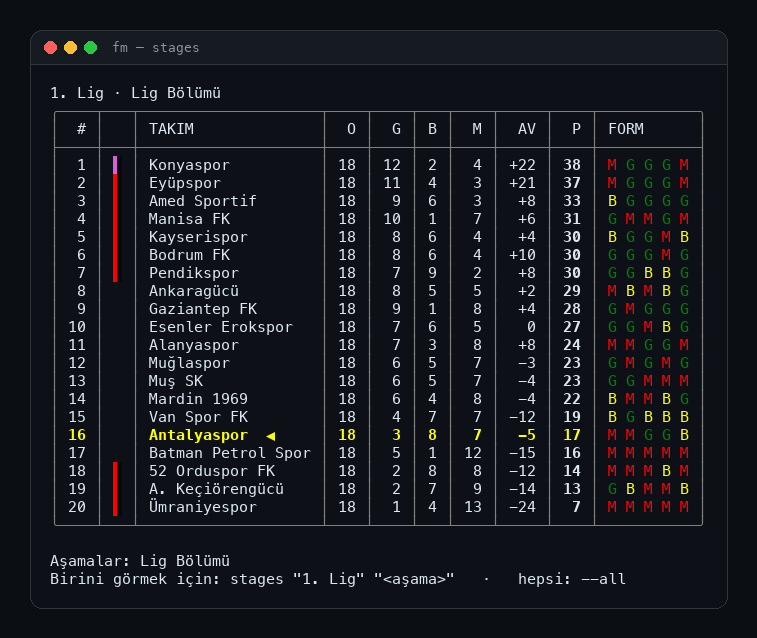 fm — stages
1. Lig · Lig Bölümü
# TAKIM O G B M AV P FORM
1 Konyaspor 18 12 2 4 +22 38 M G G G M
2 Eyüpspor 18 11 4 3 +21 37 M G G G M
3 Amed Sportif 18 9 6 3 +8 33 B G G G G
4 Manisa FK 18 10 1 7 +6 31 G M M G M
5 Kayserispor 18 8 6 4 +4 30 B G G M B
6 Bodrum FK 18 8 6 4 +10 30 G G G M G
7 Pendikspor 18 7 9 2 +8 30 G G B B G
8 Ankaragücü 18 8 5 5 +2 29 M B M B G
9 Gaziantep FK 18 9 1 8 +4 28 G M G G G
10 Esenler Erokspor 18 7 6 5 0 27 G G M B G
11 Alanyaspor 18 7 3 8 +8 24 M M G G M
12 Muğlaspor 18 6 5 7 −3 23 G M G M G
13 Muş SK 18 6 5 7 −4 23 G G M M M
14 Mardin 1969 18 6 4 8 −4 22 B M M B G
15 Van Spor FK 18 4 7 7 −12 19 B G B B B
16 Antalyaspor ◀ 18 3 8 7 −5 17 M M G G B
17 Batman Petrol Spor 18 5 1 12 −15 16 M M M M M
18 52 Orduspor FK 18 2 8 8 −12 14 M M M B M
19 A. Keçiörengücü 18 2 7 9 −14 13 G B M M B
20 Ümraniyespor 18 1 4 13 −24 7 M M M M M
Aşamalar: Lig Bölümü
Birini görmek için: stages "1. Lig" "<aşama>" · hepsi: −−all